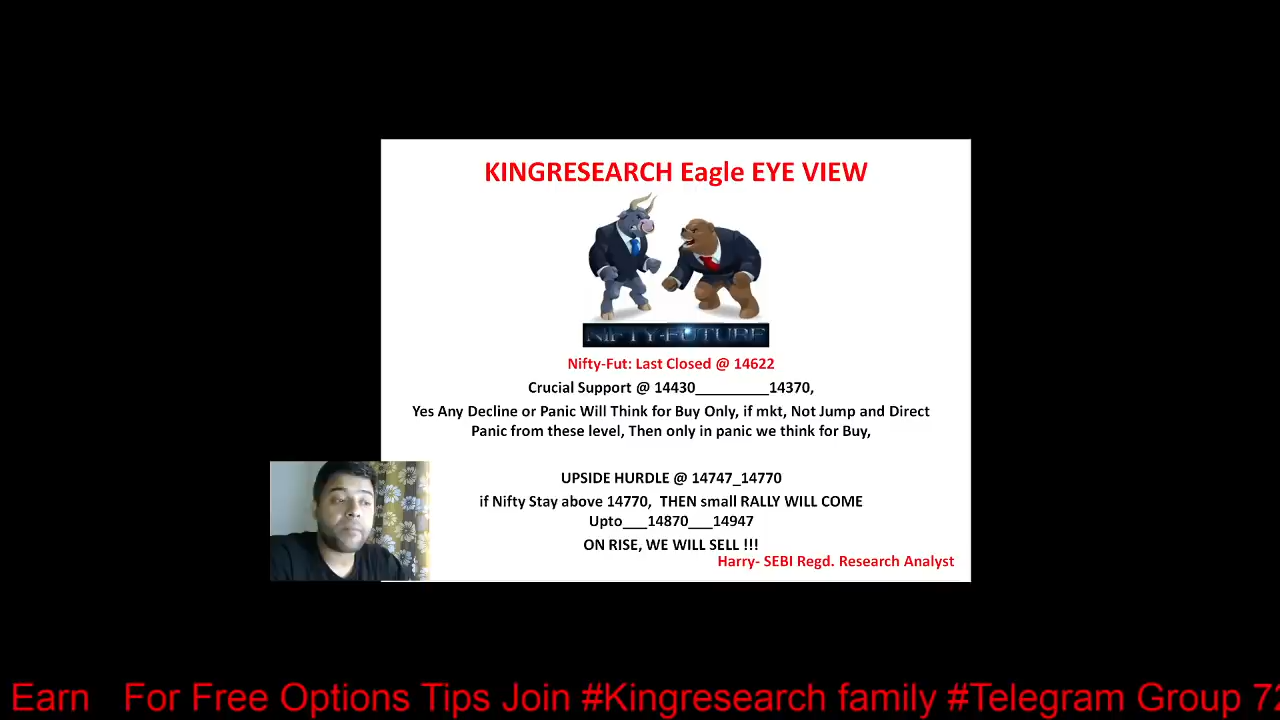 KINGRESEARCH Eagle EYE VIEW
NIFTY-FUTURE
Nifty-Fut: Last Closed @ 14622
Crucial Support @ 14430_________14370,
Yes Any Decline or Panic Will Think for Buy Only, if mkt, Not Jump and Direct
Panic from these level, Then only in panic we think for Buy,
UPSIDE HURDLE @ 14747_14770
if Nifty Stay above 14770,  THEN small RALLY WILL COME
Upto___14870___14947
ON RISE, WE WILL SELL !!!
Harry- SEBI Regd. Research Analyst
Earn   For Free Options Tips Join #Kingresearch family #Telegram Group 72